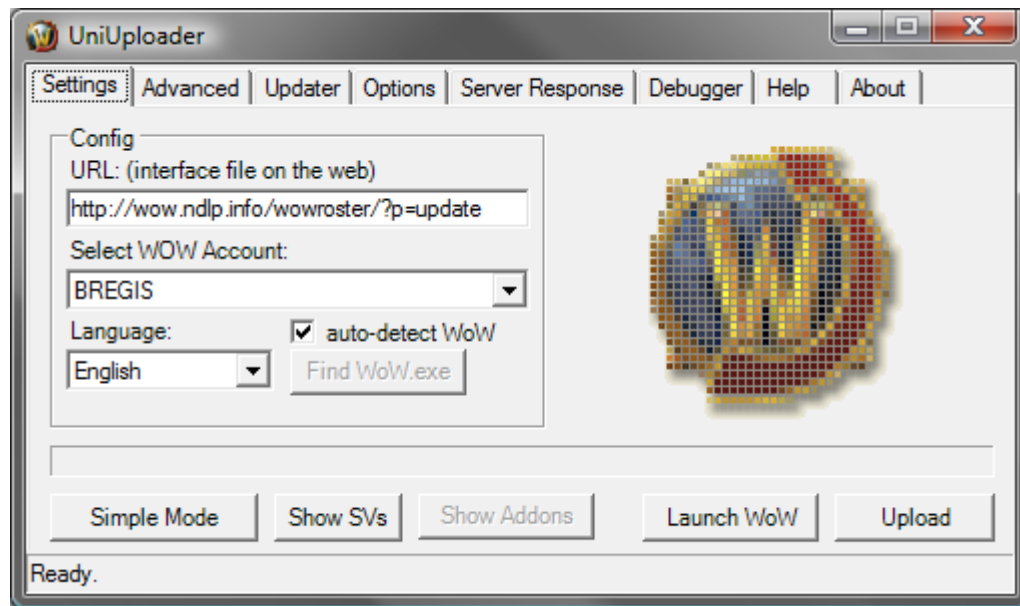 UniUploader
Settings Advanced Updater Options Server Response Debugger Help About
Config
URL: (interface file on the web)
http://wow.ndlp.info/wowroster/?p=update
Select WOW Account:
BREGIS
Language: auto-detect WoW
English Find WoW.exe
Simple Mode Show SVs Show Addons Launch WoW Upload
Ready.